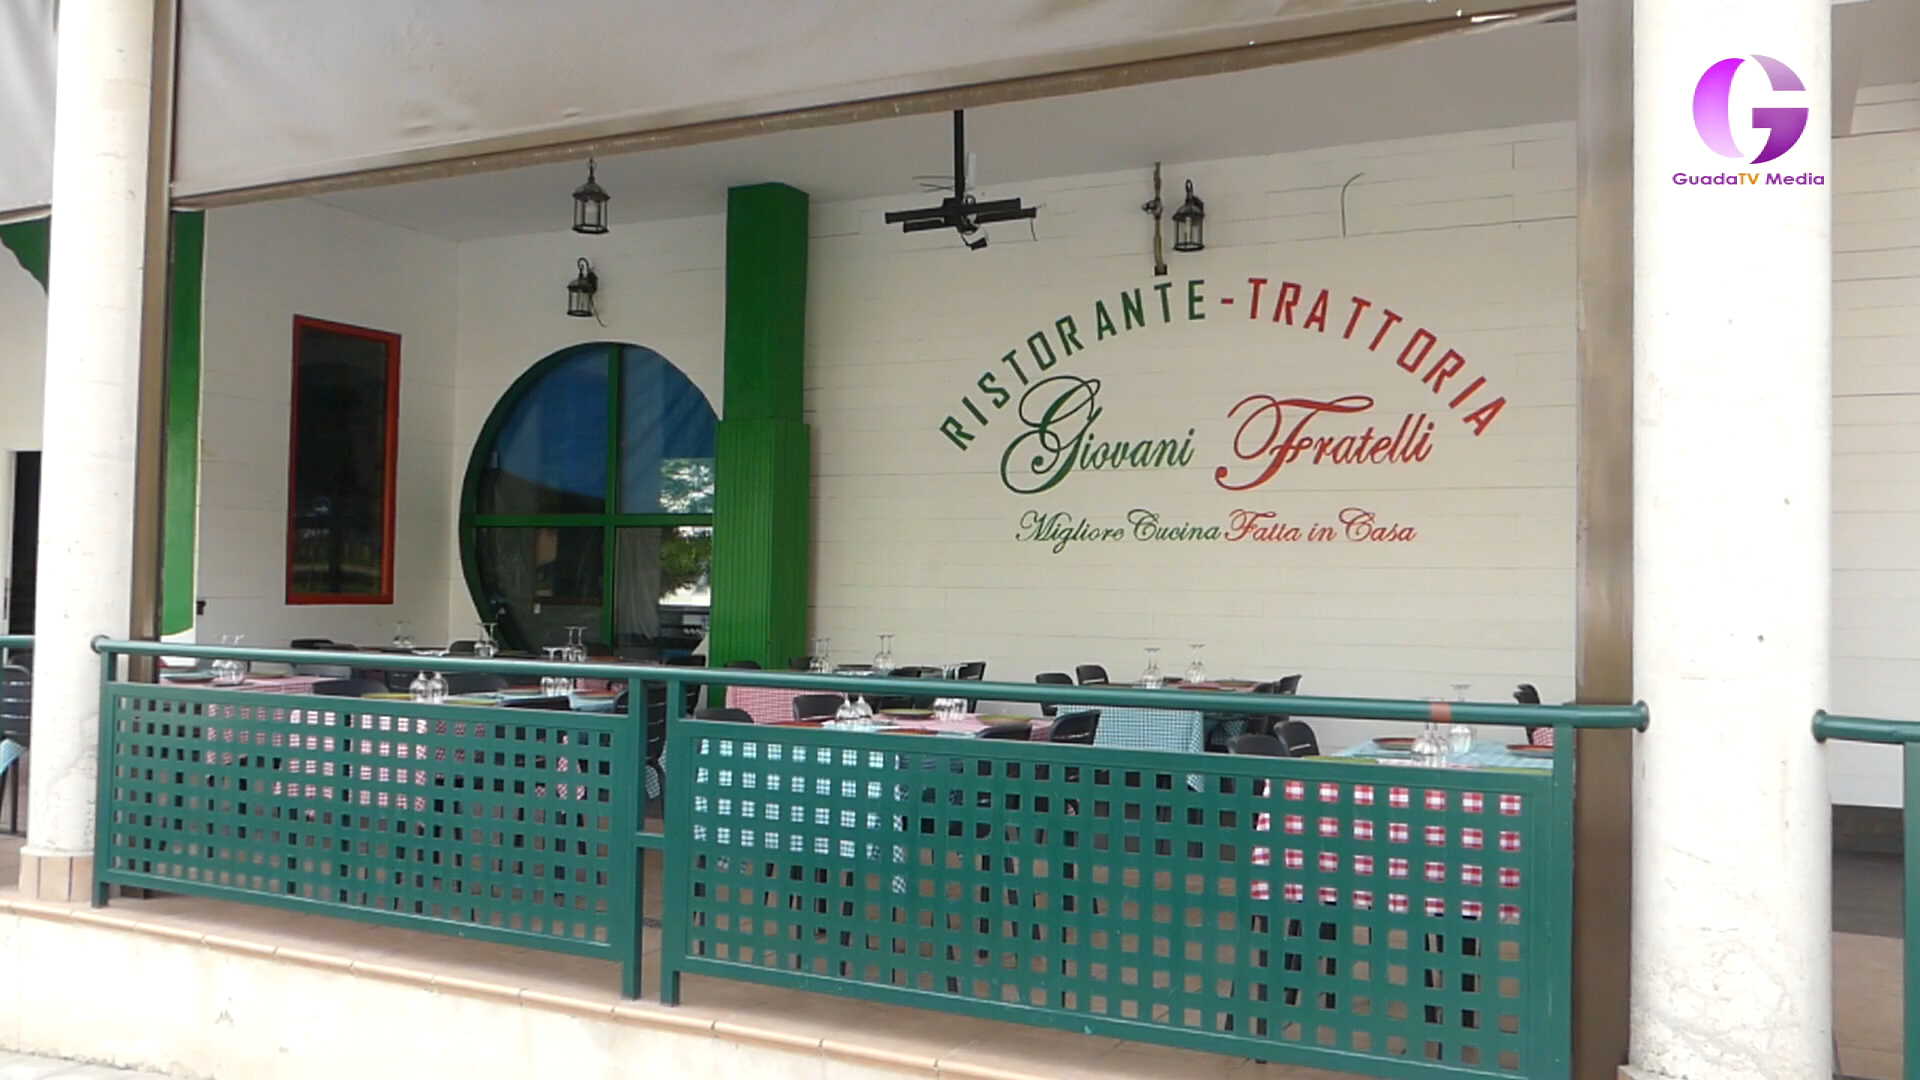 GuadaTV Media
RISTORANTE-TRATTORIA
Giovani Fratelli
Migliore Cucina Fatta in Casa